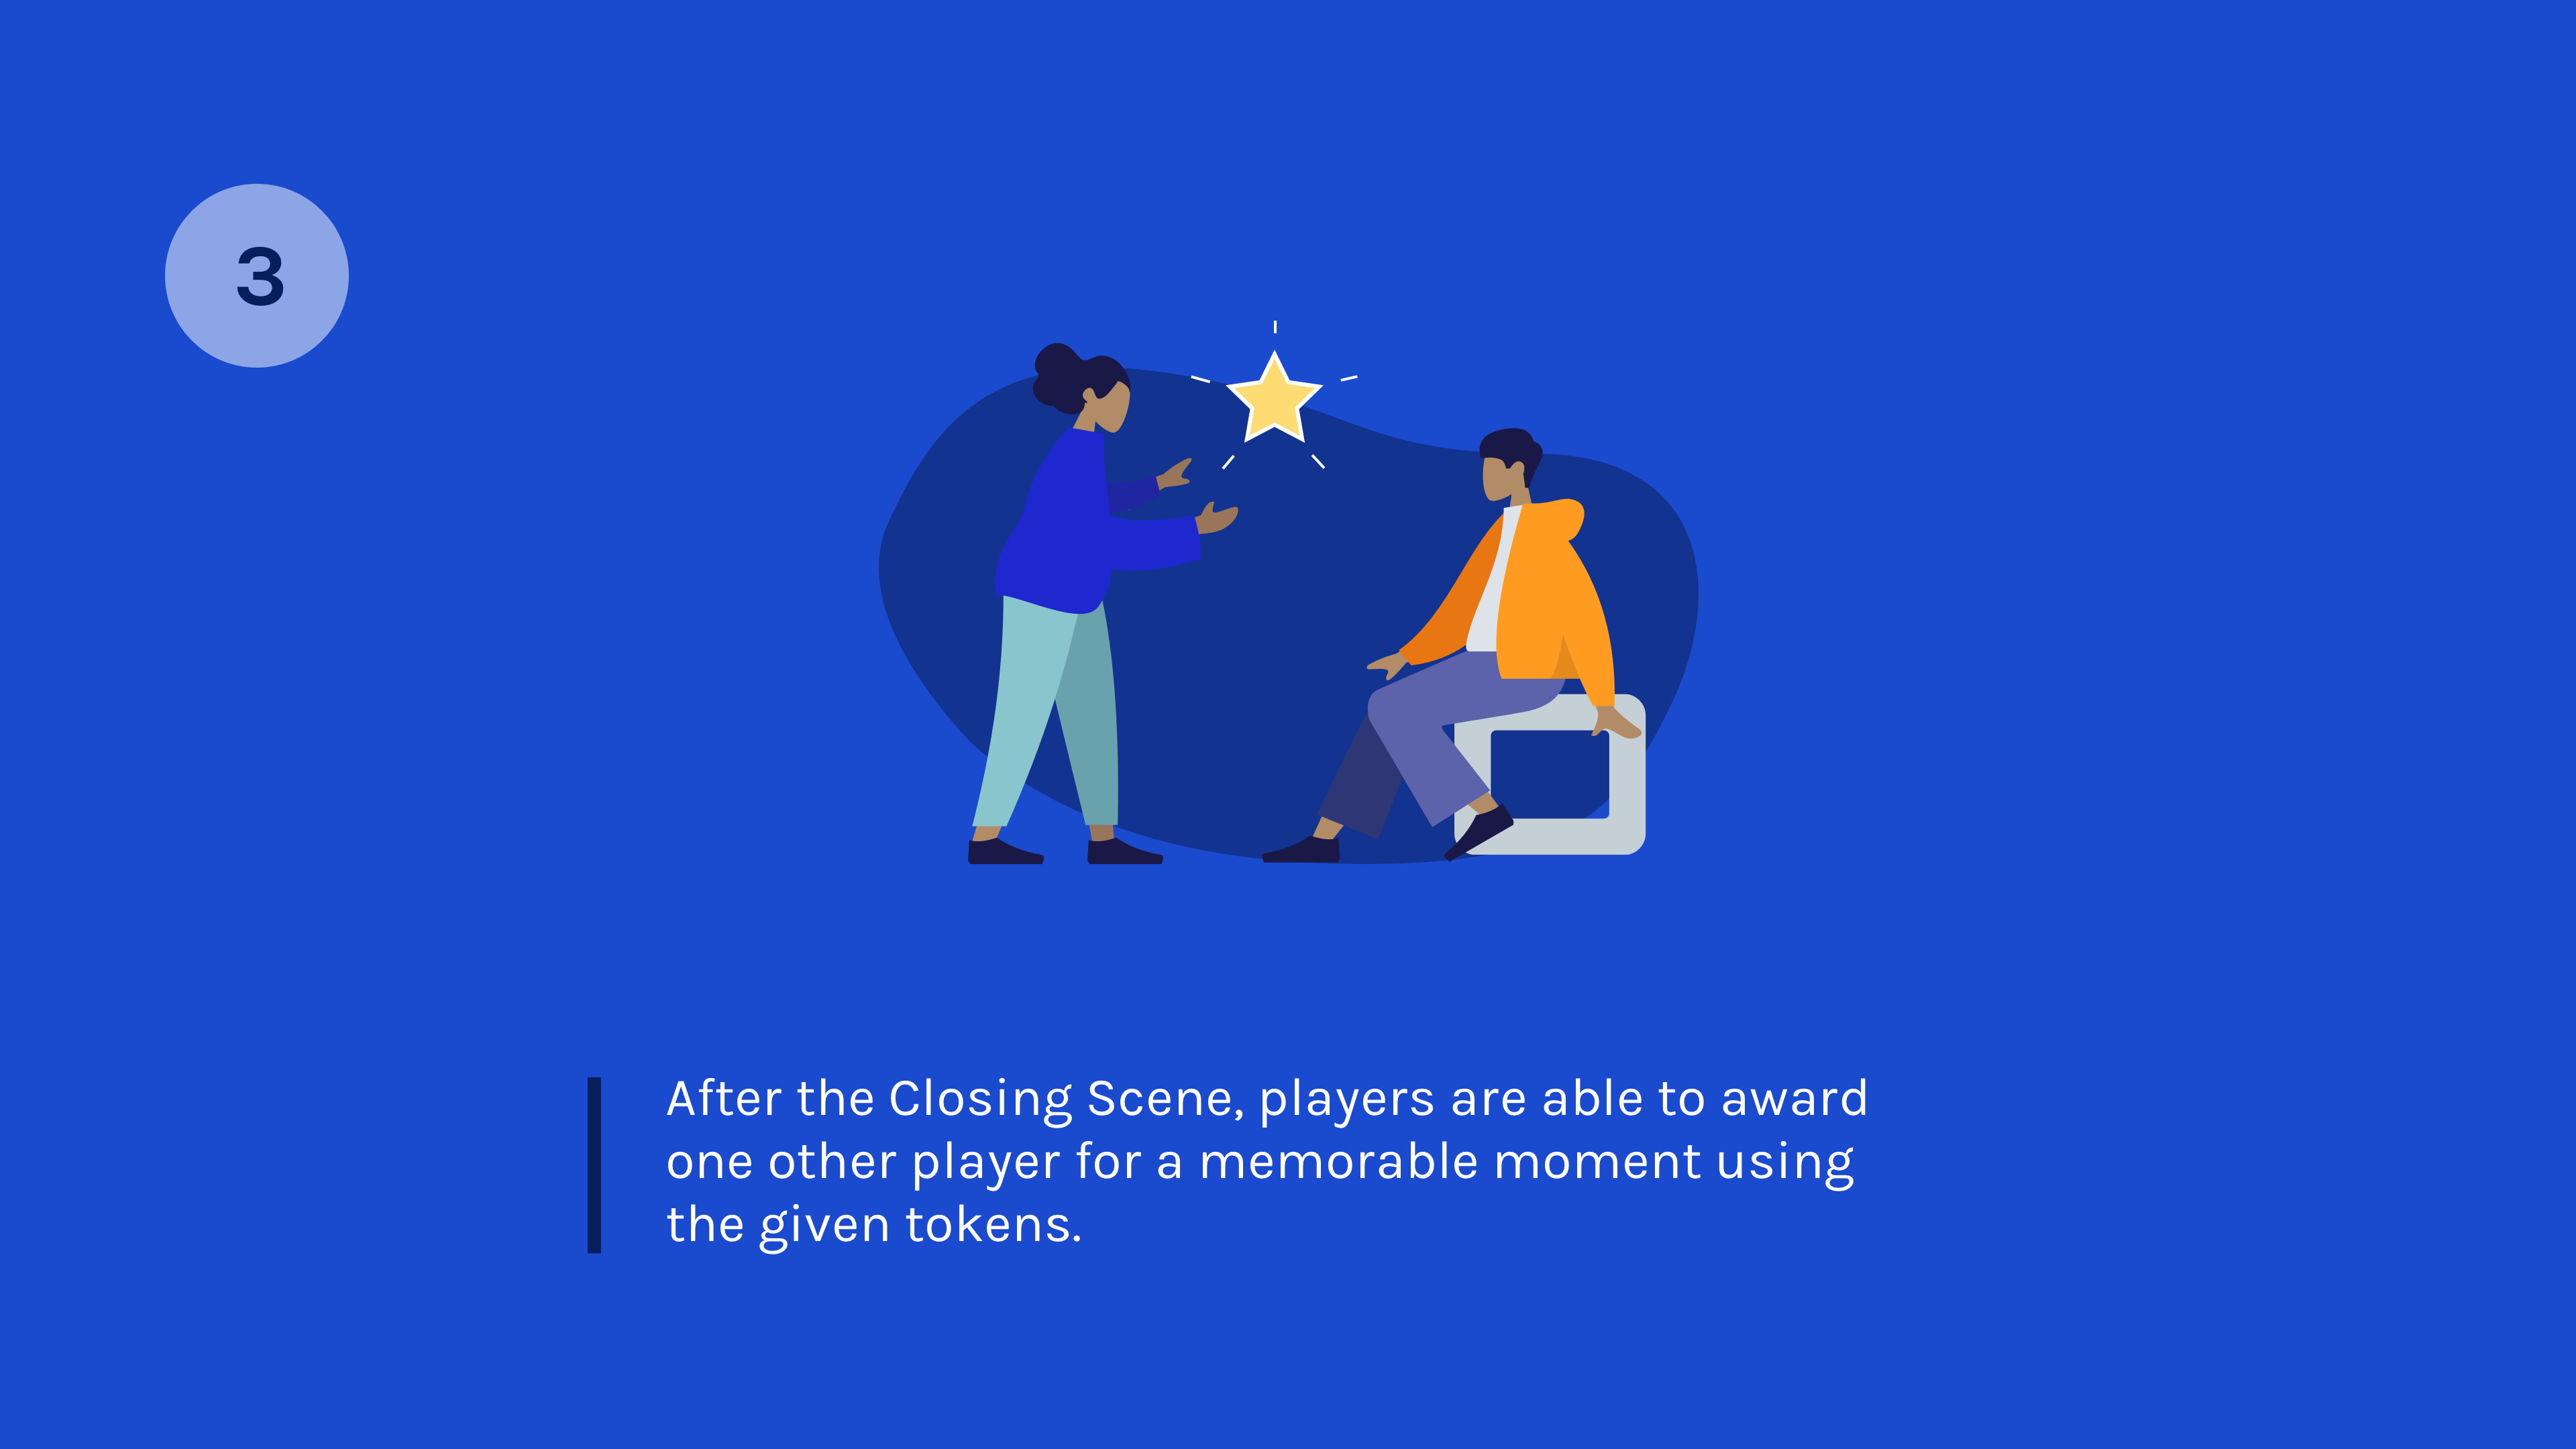 3
After the Closing Scene, players are able to award
one other player for a memorable moment using
the given tokens.